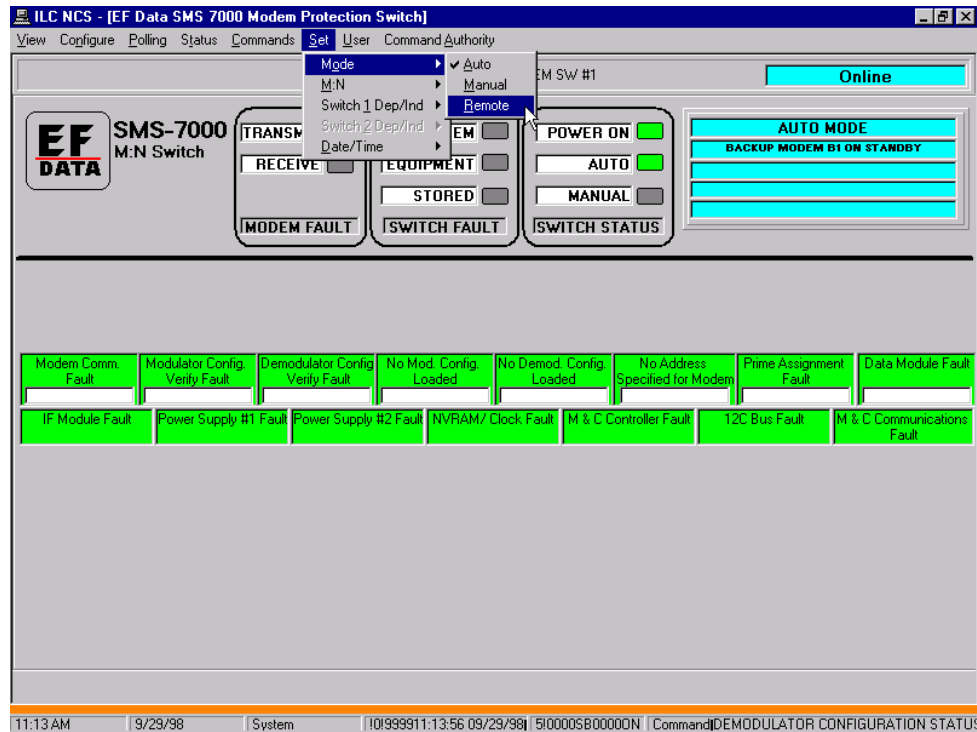 ILC NCS - [EF Data SMS 7000 Modem Protection Switch]
View Configure Polling Status Commands Set User Command Authority
Mode
M:N
Switch 1 Dep/Ind
Switch 2 Dep/Ind
Date/Time
Auto
Manual
Remote
EM SW #1
Online
EF
DATA
SMS-7000
M:N Switch
TRANSM
RECEIVE
MODEM FAULT
EM
EQUIPMENT
STORED
SWITCH FAULT
POWER ON
AUTO
MANUAL
SWITCH STATUS
AUTO MODE
BACKUP MODEM B1 ON STANDBY
Modem Comm. Fault
Modulator Config. Verify Fault
Demodulator Config Verify Fault
No Mod. Config. Loaded
No Demod. Config. Loaded
No Address Specified for Modem
Prime Assignment Fault
Data Module Fault
IF Module Fault
Power Supply #1 Fault
Power Supply #2 Fault
NVRAM/ Clock Fault
M & C Controller Fault
12C Bus Fault
M & C Communications Fault
11:13 AM 9/29/98 System !0!999911:13:56 09/29/98 5!0000SB00000N Command DEMODULATOR CONFIGURATION STATUS